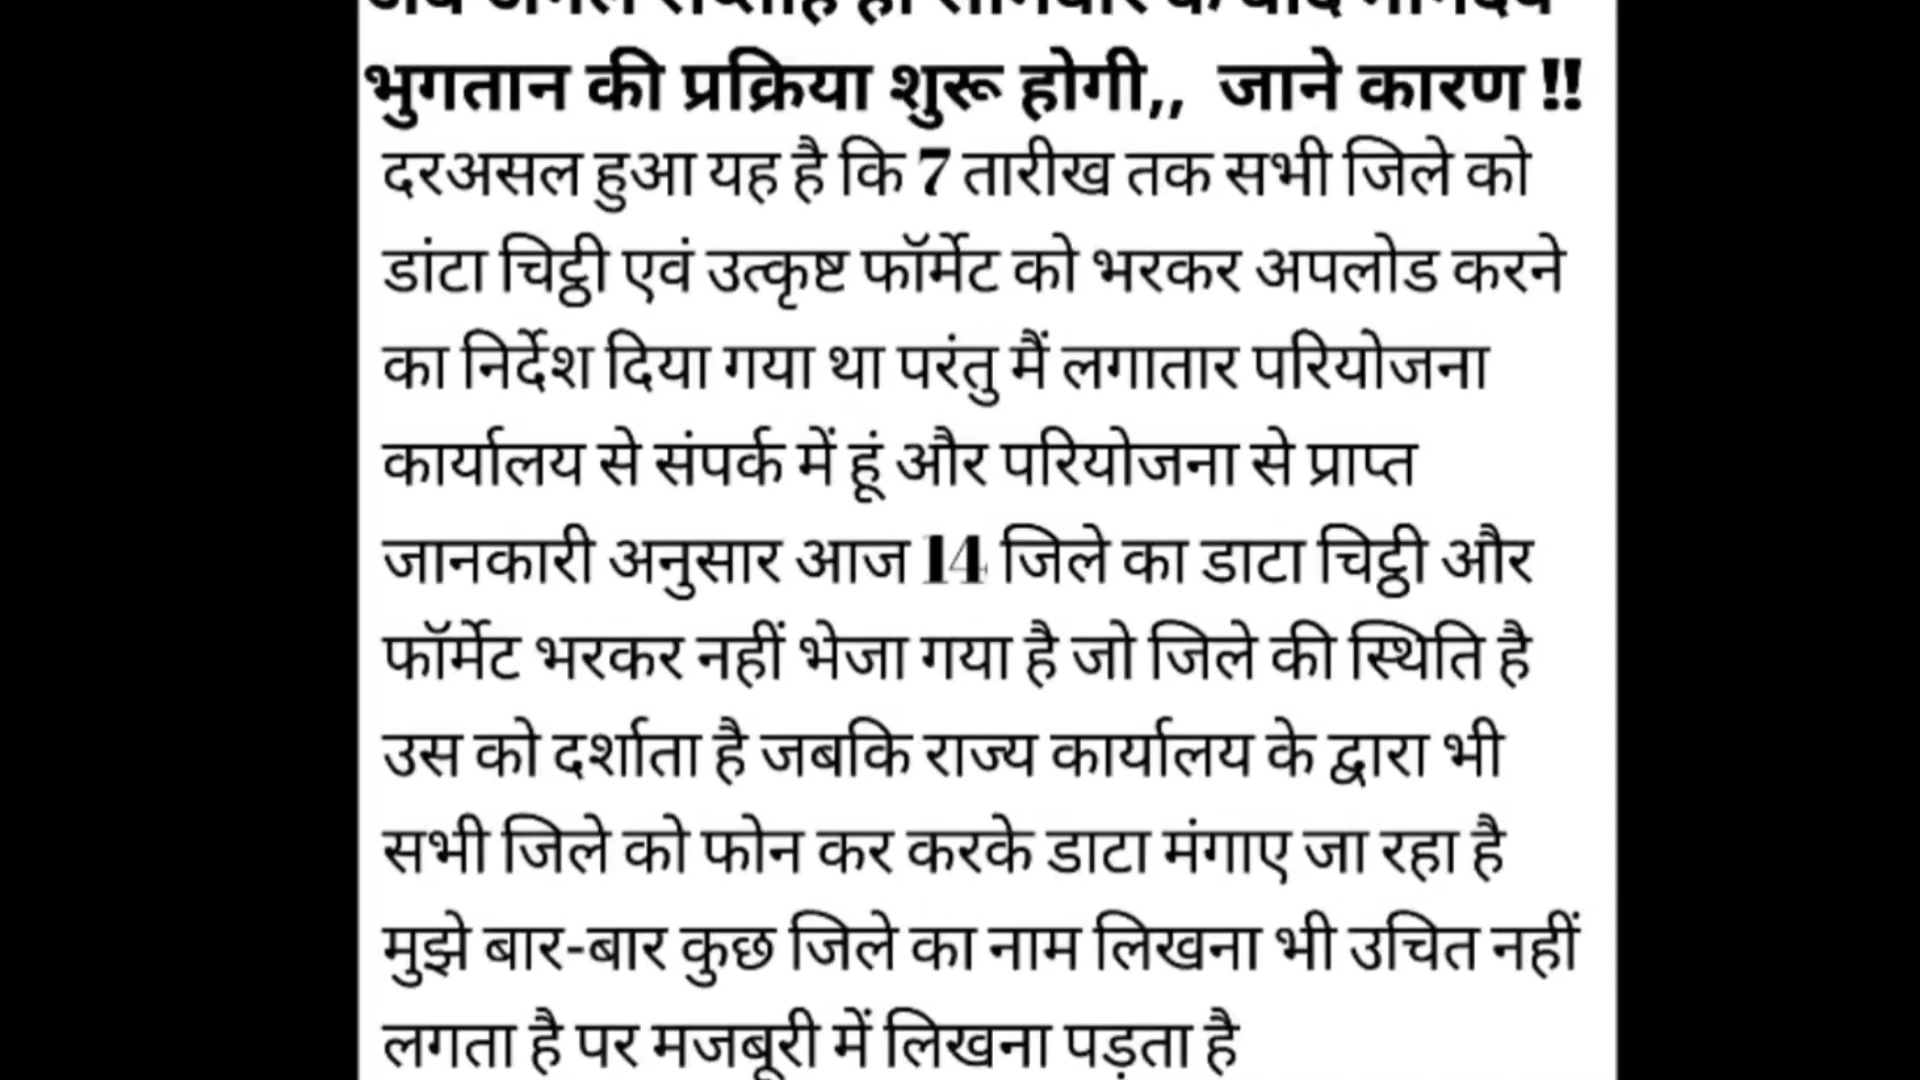 भुगतान की प्रक्रिया शुरू होगी,, जाने कारण !!
दरअसल हुआ यह है कि 7 तारीख तक सभी जिले को
डांटा चिट्ठी एवं उत्कृष्ट फॉर्मेट को भरकर अपलोड करने
का निर्देश दिया गया था परंतु मैं लगातार परियोजना
कार्यालय से संपर्क में हूं और परियोजना से प्राप्त
जानकारी अनुसार आज 14 जिले का डाटा चिट्ठी और
फॉर्मेट भरकर नहीं भेजा गया है जो जिले की स्थिति है
उस को दर्शाता है जबकि राज्य कार्यालय के द्वारा भी
सभी जिले को फोन कर करके डाटा मंगाए जा रहा है
मुझे बार-बार कुछ जिले का नाम लिखना भी उचित नहीं
लगता है पर मजबूरी में लिखना पड़ता है